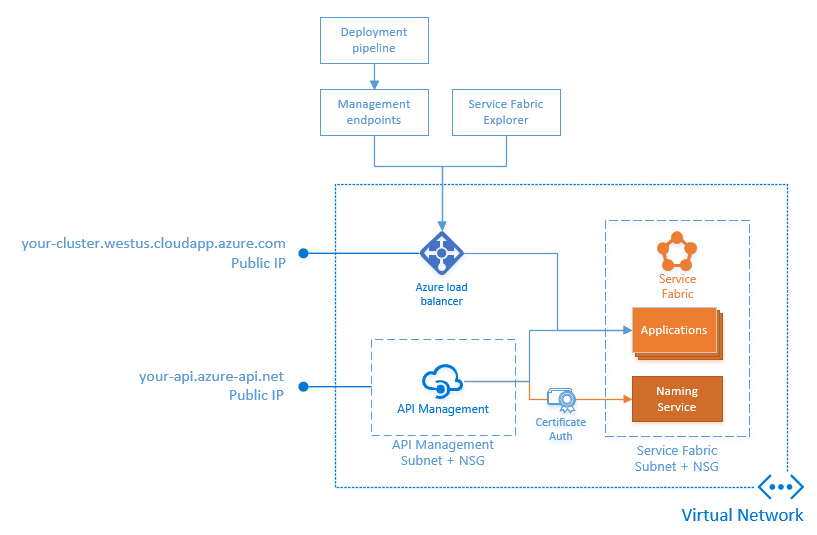 Deployment
pipeline
Management
endpoints
Service Fabric
Explorer
your-cluster.westus.cloudapp.azure.com
Public IP
Azure load
balancer
Service
Fabric
Applications
your-api.azure-api.net
Public IP
API Management
Naming
Service
Certificate
Auth
API Management
Subnet + NSG
Service Fabric
Subnet + NSG
Virtual Network